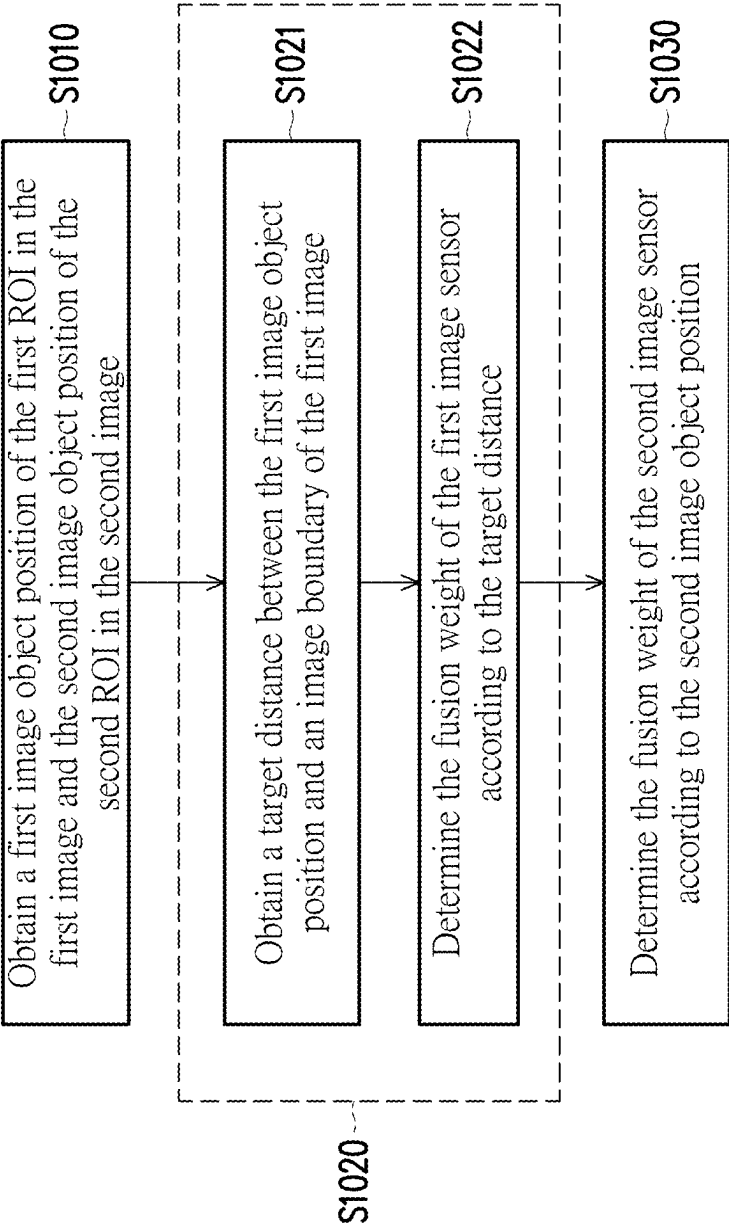 Obtain a first image object position of the first ROI in the
first image and the second image object position of the
second ROI in the second image
S1010
S1020
Obtain a target distance between the first image object
position and an image boundary of the first image
S1021
Determine the fusion weight of the first image sensor
according to the target distance
S1022
Determine the fusion weight of the second image sensor
according to the second image object position
S1030